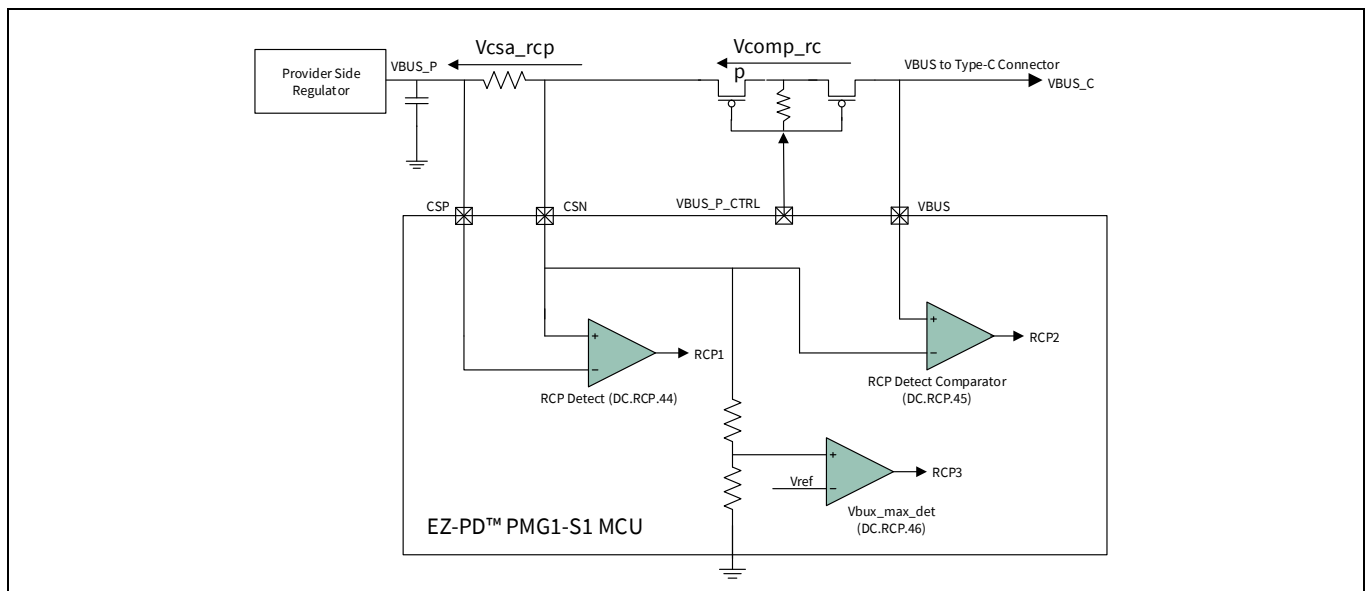 Vcsa_rcp
Vcomp_rc
p
Provider Side
Regulator
VBUS_P
VBUS to Type-C Connector
VBUS_C
CSP
CSN
VBUS_P_CTRL
VBUS
+
-
RCP1
RCP Detect (DC.RCP.44)
+
-
RCP2
RCP Detect Comparator
(DC.RCP.45)
+
-
Vref
RCP3
Vbux_max_det
(DC.RCP.46)
EZ-PD™ PMG1-S1 MCU